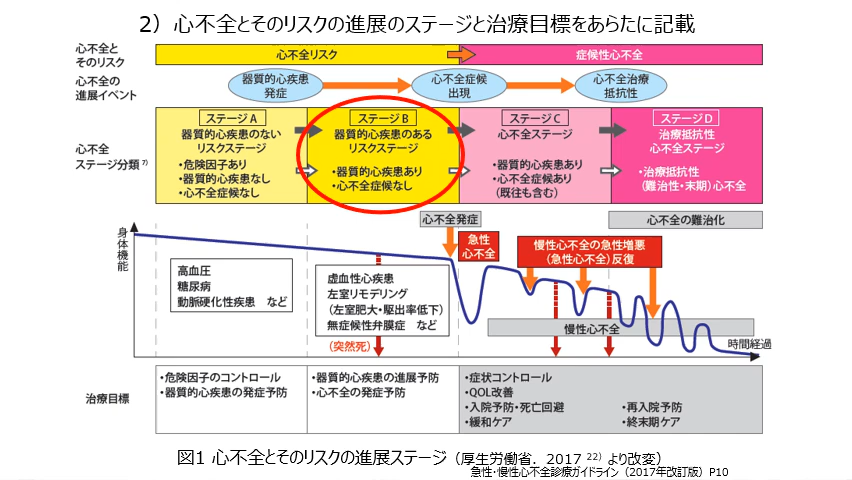 2）心不全とそのリスクの進展のステージと治療目標をあらたに記載
心不全と
そのリスク
心不全リスク
症候性心不全
心不全の
進展イベント
器質的心疾患
発症
心不全症候
出現
心不全治療
抵抗性
心不全
ステージ分類 7)
ステージA
器質的心疾患のない
リスクステージ
・危険因子あり
・器質的心疾患なし
・心不全症候なし
ステージB
器質的心疾患のある
リスクステージ
・器質的心疾患あり
・心不全症候なし
ステージC
心不全ステージ
・器質的心疾患あり
・心不全症候あり
(既往も含む)
ステージD
治療抵抗性
心不全ステージ
・治療抵抗性
(難治性・末期)心不全
身体機能
心不全発症
心不全の難治化
急性
心不全
慢性心不全の急性増悪
(急性心不全)反復
高血圧
糖尿病
動脈硬化性疾患　など
虚血性心疾患
左室リモデリング
(左室肥大・駆出率低下)
無症候性弁膜症　など
(突然死)
慢性心不全
時間経過
治療目標
・危険因子のコントロール
・器質的心疾患の発症予防
・器質的心疾患の進展予防
・心不全の発症予防
・症状コントロール
・QOL改善
・入院予防・死亡回避
・緩和ケア
・再入院予防
・終末期ケア
図1 心不全とそのリスクの進展ステージ（厚生労働省．2017 22) より改変）
急性・慢性心不全診療ガイドライン（2017年改訂版）P10